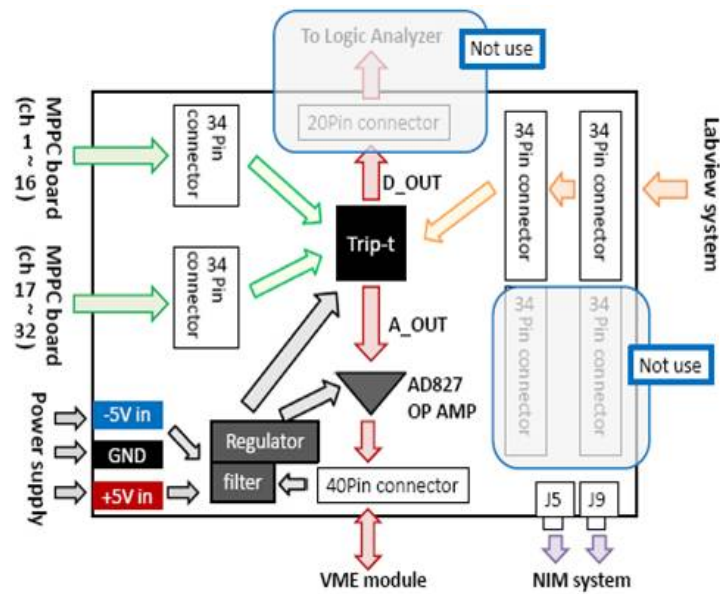 To Logic Analyzer
Not use
20Pin connector
MPPC board
(ch 1 ~ 16)
34 Pin
connector
D_OUT
34 Pin connector
34 Pin connector
Labview system
Trip-t
MPPC board
(ch 17 ~ 32)
34 Pin
connector
A_OUT
34 Pin connector
34 Pin connector
Not use
AD827
OP AMP
Power supply
-5V in
GND
+5V in
Regulator
filter
40Pin connector
J5
J9
VME module
NIM system